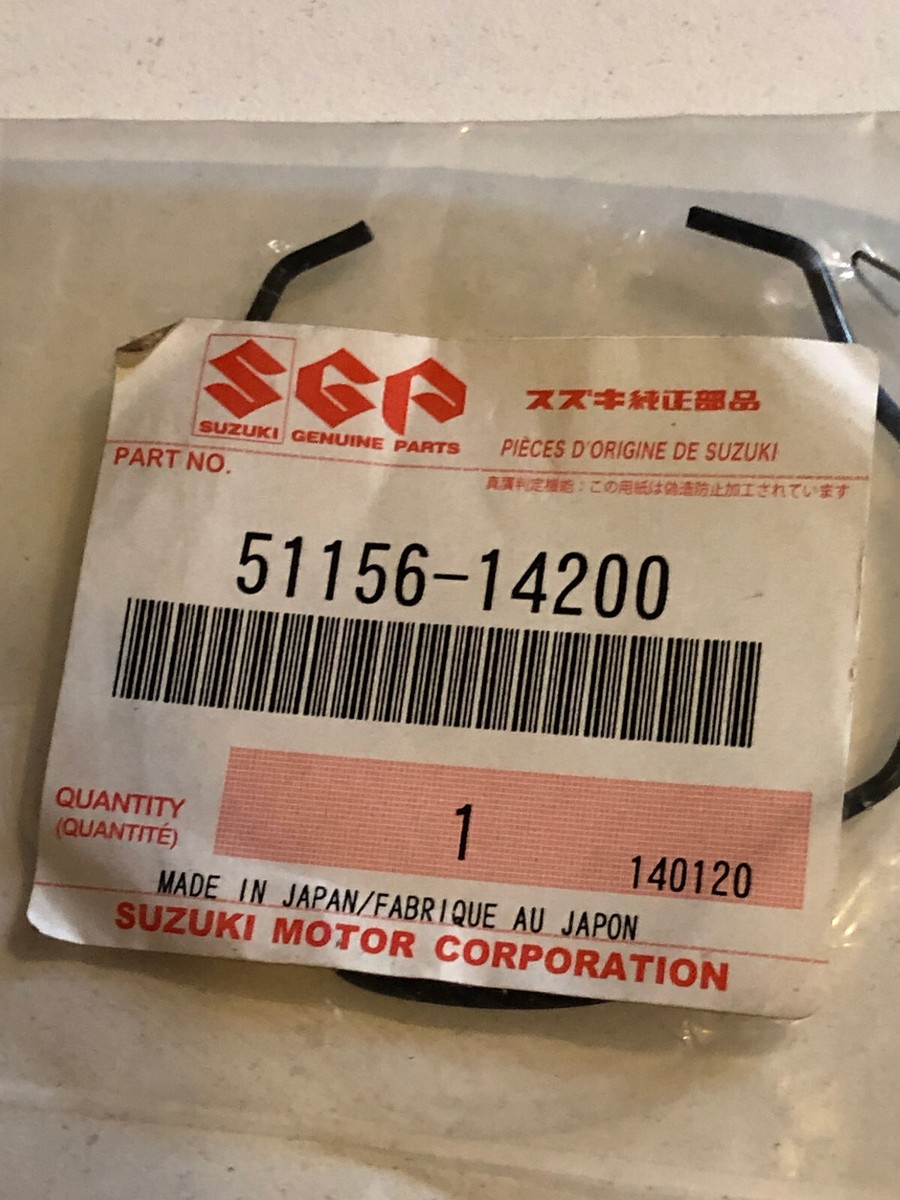 SGP
SUZUKI GENUINE PARTS
スズキ純正部品
PIÈCES D'ORIGINE DE SUZUKI
PART NO.
真贋判定機能:この用紙は偽造防止加工されています
51156-14200
QUANTITY
(QUANTITÉ)
1
140120
MADE IN JAPAN/FABRIQUE AU JAPON
SUZUKI MOTOR CORPORATION